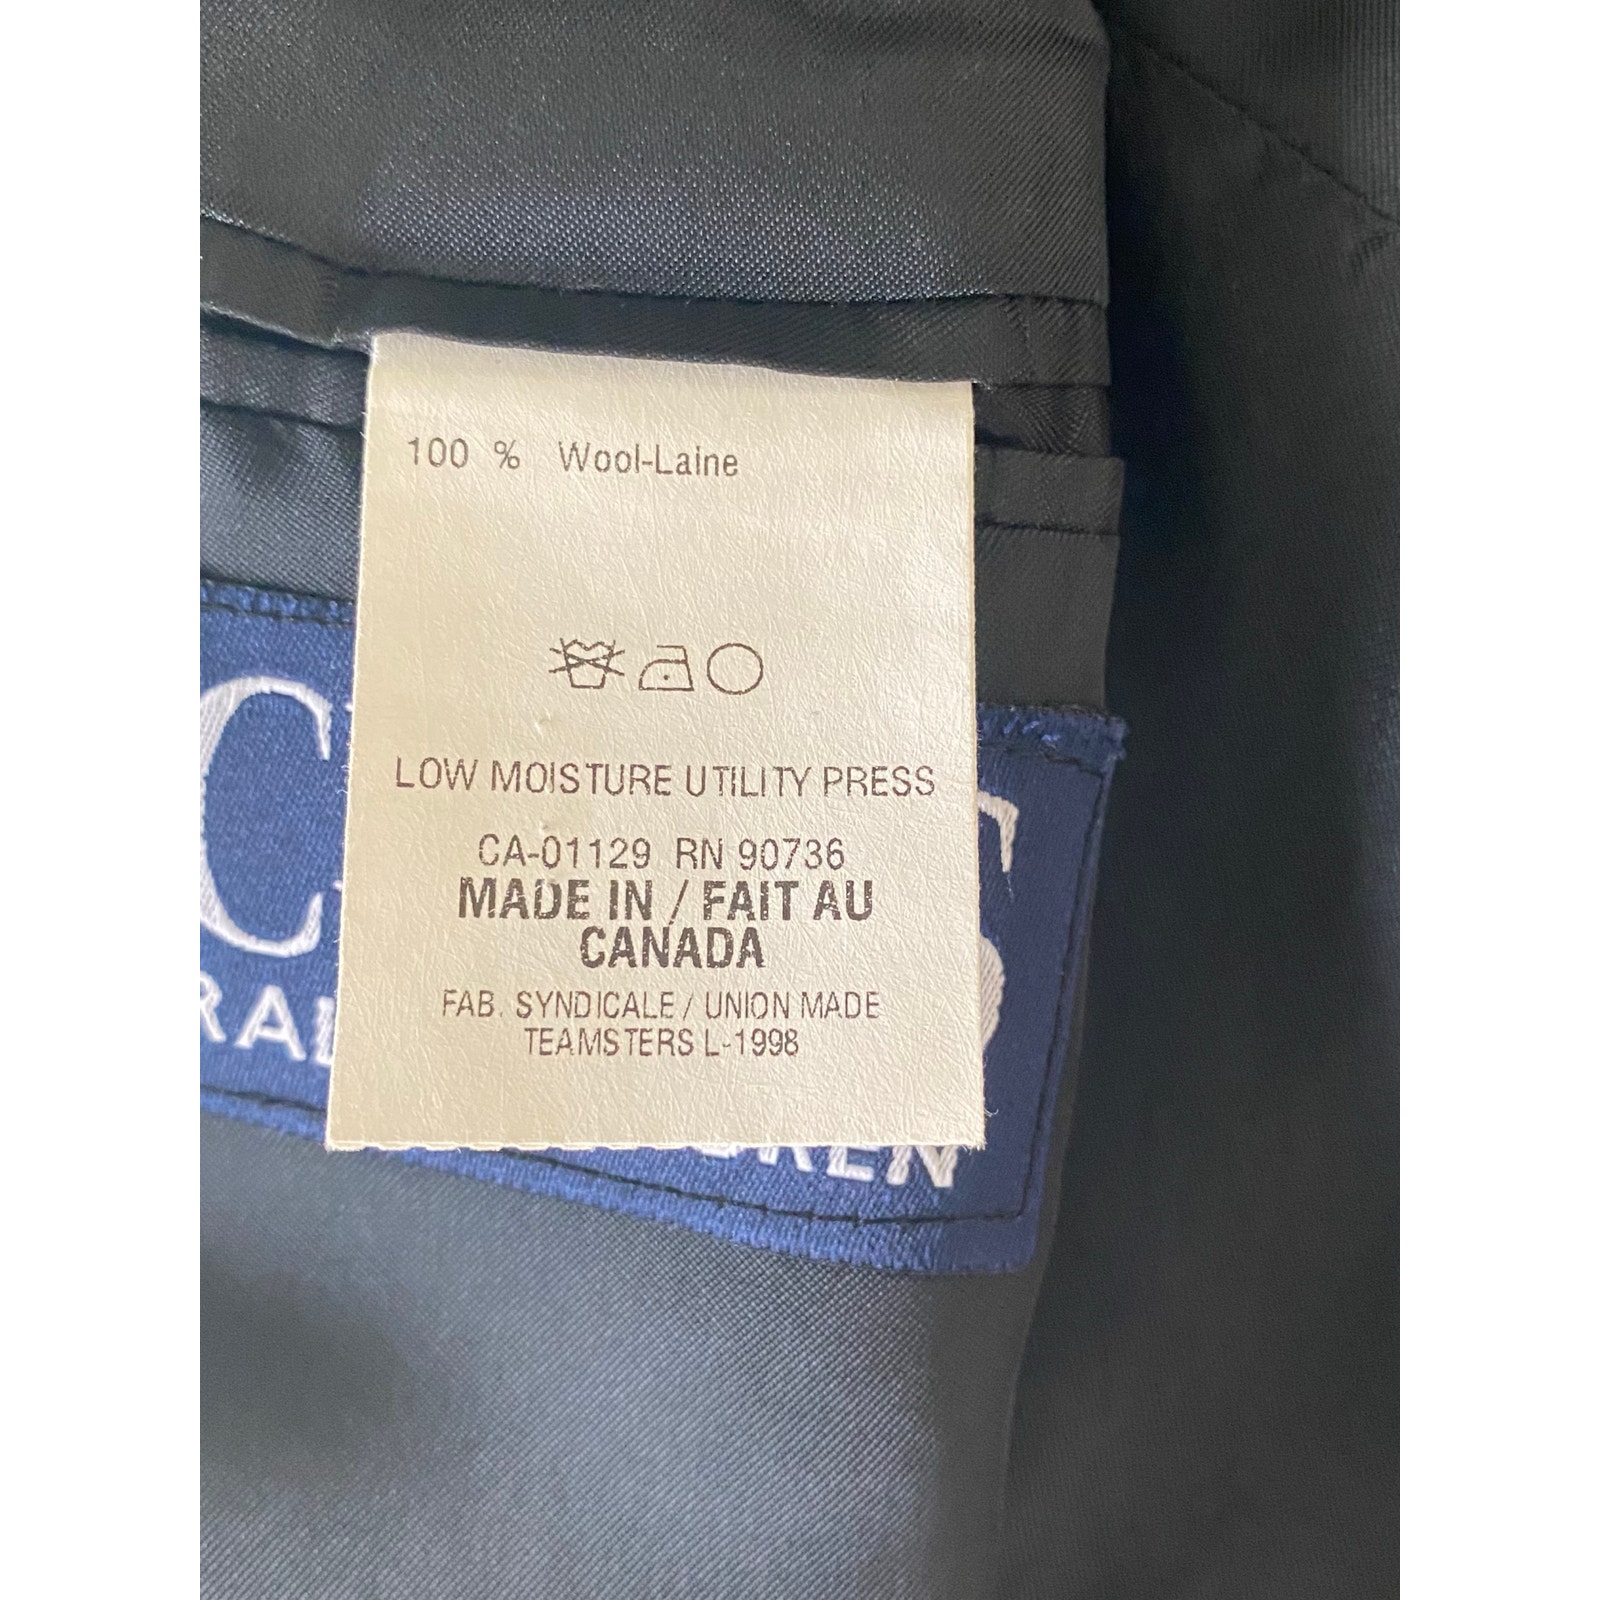 100 % Wool-Laine
LOW MOISTURE UTILITY PRESS
CA-01129 RN 90736
MADE IN / FAIT AU
CANADA
FAB. SYNDICALE / UNION MADE
TEAMSTERS L-1998